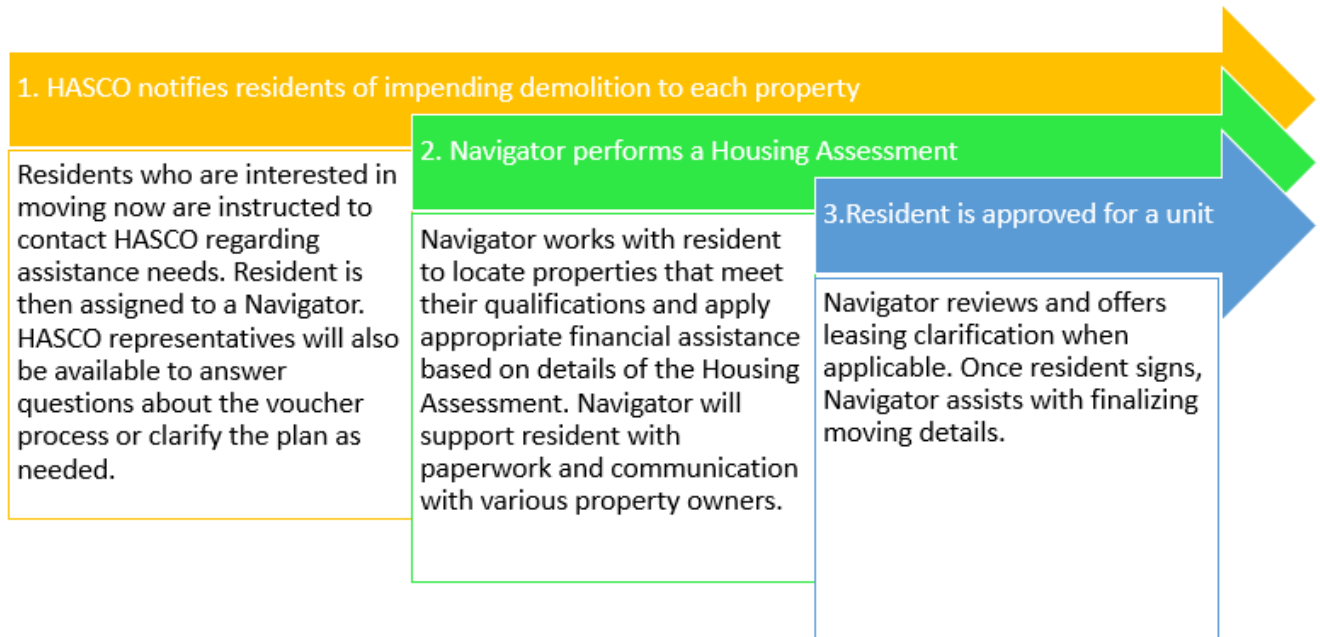 1. HASCO notifies residents of impending demolition to each property
Residents who are interested in
moving now are instructed to
contact HASCO regarding
assistance needs. Resident is
then assigned to a Navigator.
HASCO representatives will also
be available to answer
questions about the voucher
process or clarify the plan as
needed.
2. Navigator performs a Housing Assessment
Navigator works with resident
to locate properties that meet
their qualifications and apply
appropriate financial assistance
based on details of the Housing
Assessment. Navigator will
support resident with
paperwork and communication
with various property owners.
3.Resident is approved for a unit
Navigator reviews and offers
leasing clarification when
applicable. Once resident signs,
Navigator assists with finalizing
moving details.